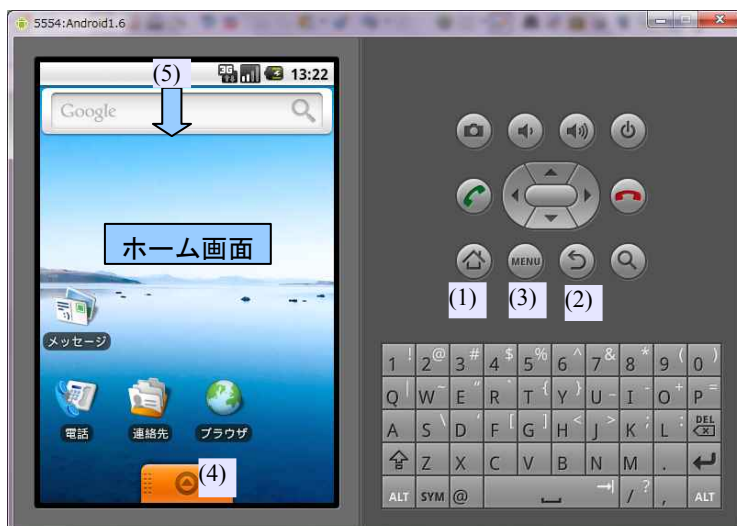 5554:Android1.6
(5)
3G
13:22
Google
ホーム画面
メッセージ
電話 連絡先 ブラウザ
(4)
MENU
(1) (3) (2)
1 ! 2 @ 3 # 4 $ 5 % 6 ^ 7 & 8 * 9 ( 0 )
Q | W ~ E " R ` T { Y } U _ I - O + P =
A S \ D ' F [ G ] H < J > K ; L : DEL
Z X C V B N M .
ALT SYM @ / ? , ALT